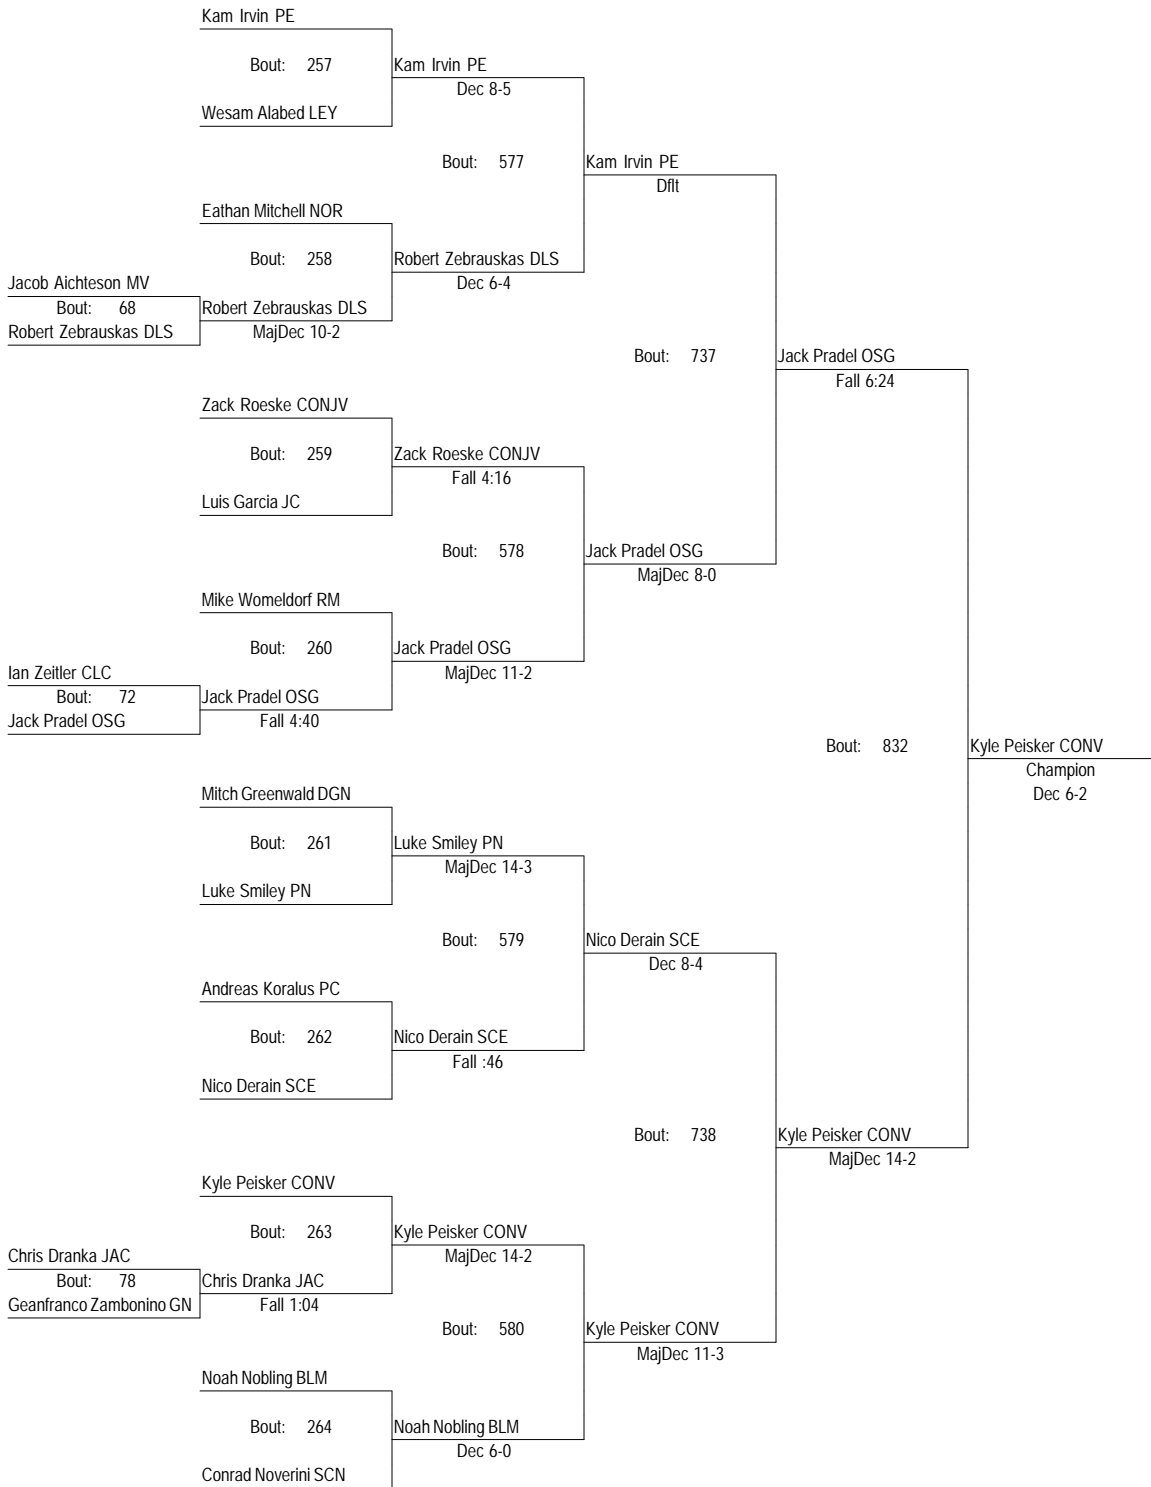 Kam Irvin PE
Bout: 257
Kam Irvin PE
Dec 8-5
Wesam Alabed LEY
Bout: 577
Kam Irvin PE
Dflt
Eathan Mitchell NOR
Bout: 258
Robert Zebrauskas DLS
Dec 6-4
Jacob Aichteson MV
Bout: 68
Robert Zebrauskas DLS
Robert Zebrauskas DLS
MajDec 10-2
Bout: 737
Jack Pradel OSG
Fall 6:24
Zack Roeske CONJV
Bout: 259
Zack Roeske CONJV
Fall 4:16
Luis Garcia JC
Bout: 578
Jack Pradel OSG
MajDec 8-0
Mike Womeldorf RM
Bout: 260
Jack Pradel OSG
MajDec 11-2
Ian Zeitler CLC
Bout: 72
Jack Pradel OSG
Jack Pradel OSG
Fall 4:40
Bout: 832
Kyle Peisker CONV
Champion
Dec 6-2
Mitch Greenwald DGN
Bout: 261
Luke Smiley PN
MajDec 14-3
Luke Smiley PN
Bout: 579
Nico Derain SCE
Dec 8-4
Andreas Koralus PC
Bout: 262
Nico Derain SCE
Fall :46
Nico Derain SCE
Bout: 738
Kyle Peisker CONV
MajDec 14-2
Kyle Peisker CONV
Bout: 263
Kyle Peisker CONV
MajDec 14-2
Chris Dranka JAC
Bout: 78
Chris Dranka JAC
Geanfranco Zambonino GN
Fall 1:04
Bout: 580
Kyle Peisker CONV
MajDec 11-3
Noah Nobling BLM
Bout: 264
Noah Nobling BLM
Dec 6-0
Conrad Noverini SCN